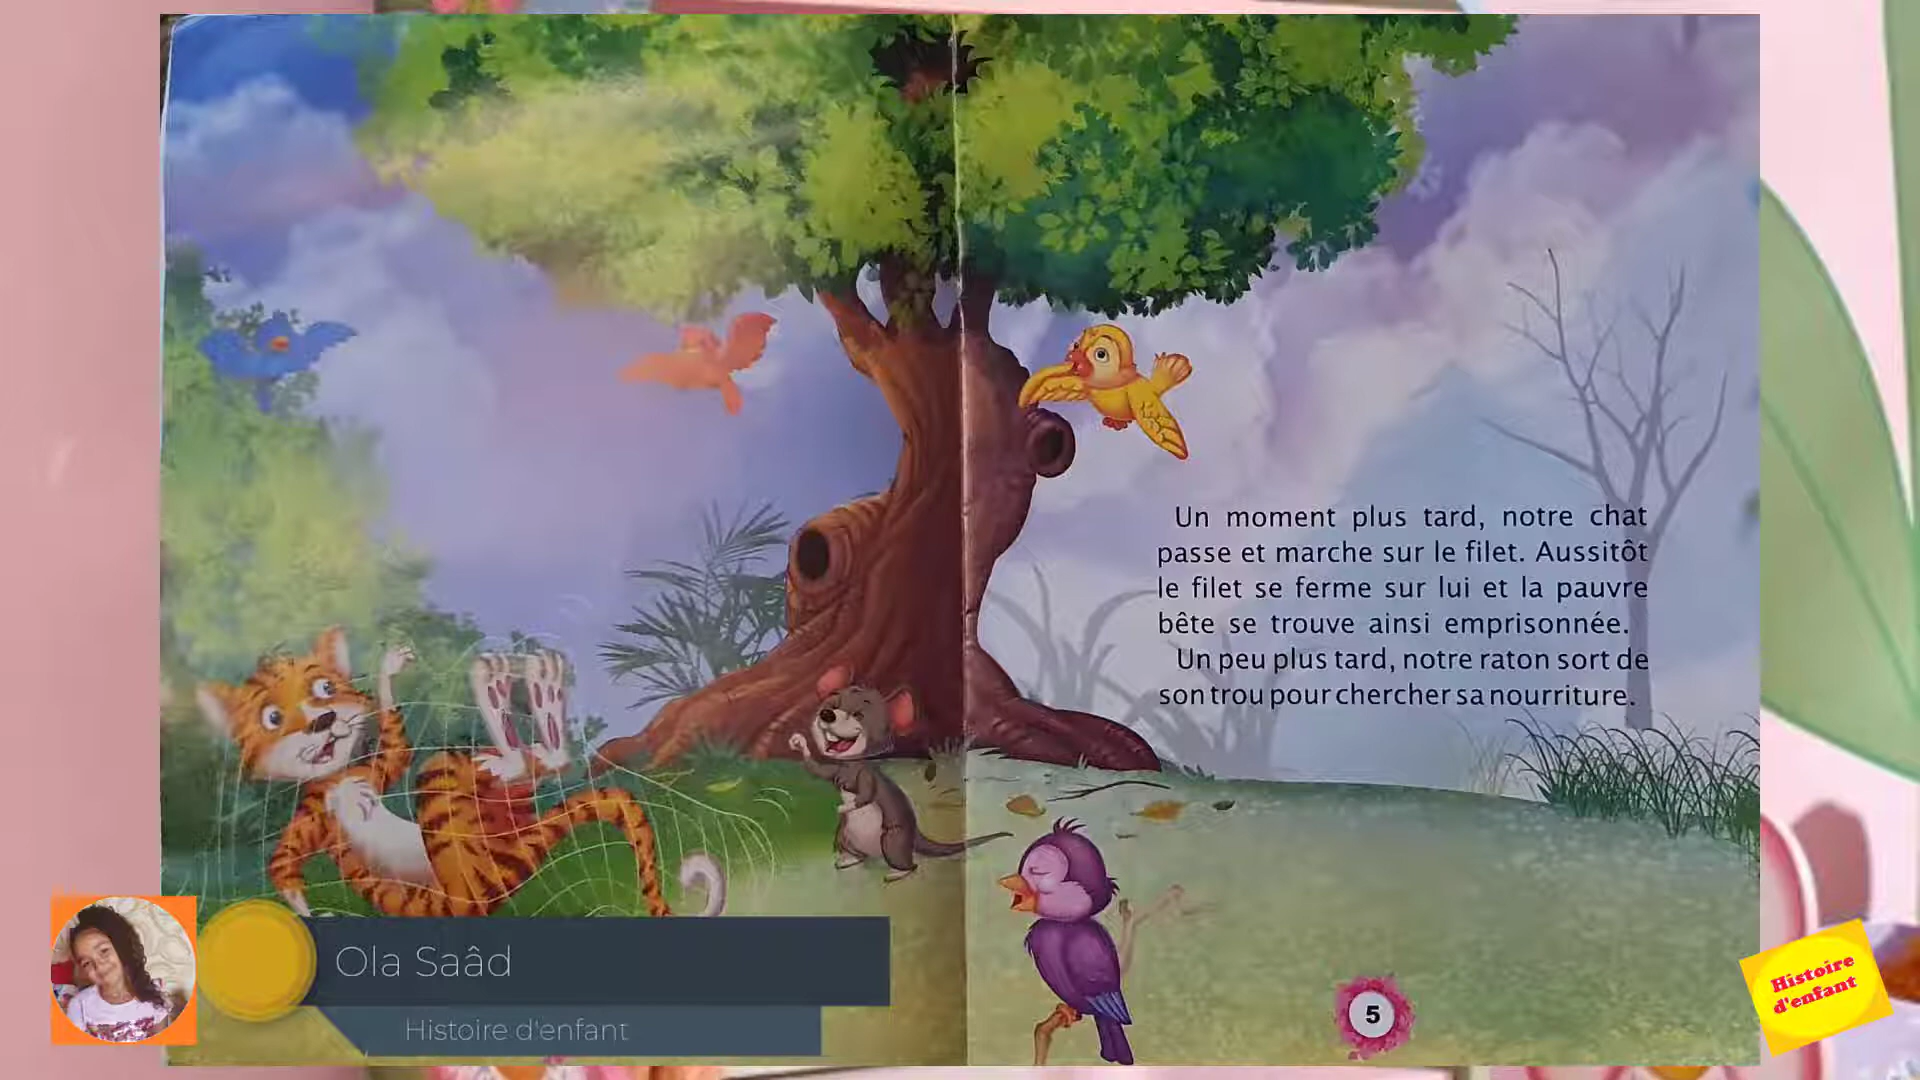 Un moment plus tard, notre chat
passe et marche sur le filet. Aussitôt
le filet se ferme sur lui et la pauvre
bête se trouve ainsi emprisonnée.
Un peu plus tard, notre raton sort de
son trou pour chercher sa nourriture.
5
Ola Saâd
Histoire d'enfant
Histoire
d'enfant